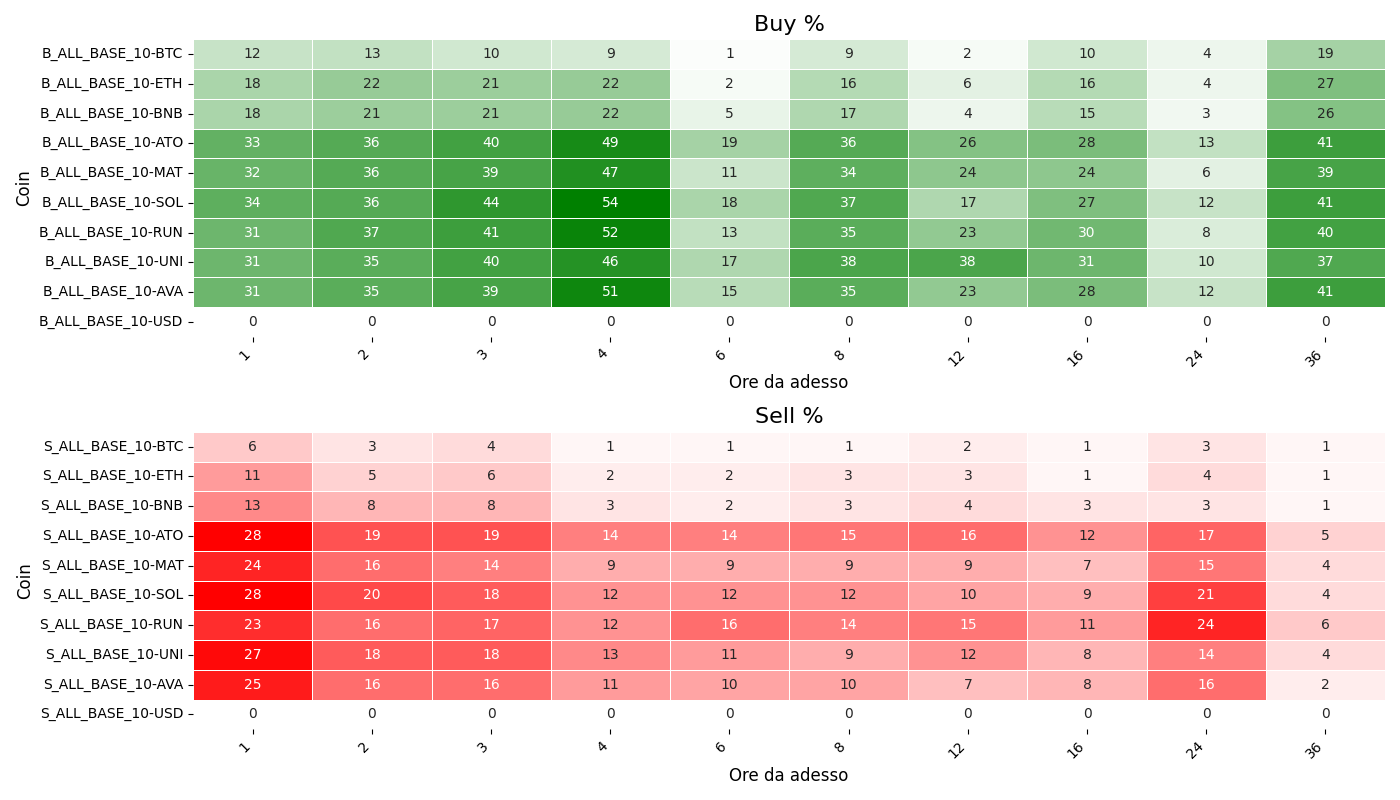 Buy %
Coin
B_ALL_BASE_10-BTC 12 13 10 9 1 9 2 10 4 19
B_ALL_BASE_10-ETH 18 22 21 22 2 16 6 16 4 27
B_ALL_BASE_10-BNB 18 21 21 22 5 17 4 15 3 26
B_ALL_BASE_10-ATO 33 36 40 49 19 36 26 28 13 41
B_ALL_BASE_10-MAT 32 36 39 47 11 34 24 24 6 39
B_ALL_BASE_10-SOL 34 36 44 54 18 37 17 27 12 41
B_ALL_BASE_10-RUN 31 37 41 52 13 35 23 30 8 40
B_ALL_BASE_10-UNI 31 35 40 46 17 38 38 31 10 37
B_ALL_BASE_10-AVA 31 35 39 51 15 35 23 28 12 41
B_ALL_BASE_10-USD 0 0 0 0 0 0 0 0 0 0
1 2 3 4 6 8 12 16 24 36
Ore da adesso
Sell %
Coin
S_ALL_BASE_10-BTC 6 3 4 1 1 1 2 1 3 1
S_ALL_BASE_10-ETH 11 5 6 2 2 3 3 1 4 1
S_ALL_BASE_10-BNB 13 8 8 3 2 3 4 3 3 1
S_ALL_BASE_10-ATO 28 19 19 14 14 15 16 12 17 5
S_ALL_BASE_10-MAT 24 16 14 9 9 9 9 7 15 4
S_ALL_BASE_10-SOL 28 20 18 12 12 12 10 9 21 4
S_ALL_BASE_10-RUN 23 16 17 12 16 14 15 11 24 6
S_ALL_BASE_10-UNI 27 18 18 13 11 9 12 8 14 4
S_ALL_BASE_10-AVA 25 16 16 11 10 10 7 8 16 2
S_ALL_BASE_10-USD 0 0 0 0 0 0 0 0 0 0
1 2 3 4 6 8 12 16 24 36
Ore da adesso